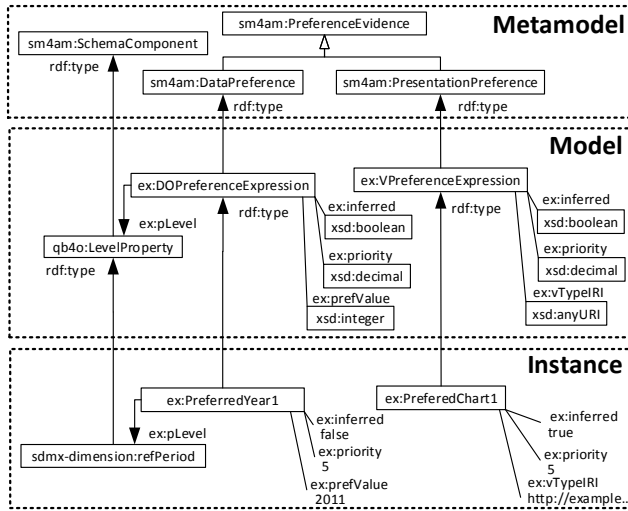 Metamodel
sm4am:PreferenceEvidence
sm4am:SchemaComponent
rdf:type
sm4am:DataPreference
sm4am:PresentationPreference
rdf:type
rdf:type
Model
ex:DOPreferenceExpression
ex:VPreferenceExpression
rdf:type
rdf:type
ex:inferred
xsd:boolean
ex:inferred
xsd:boolean
ex:pLevel
qb4o:LevelProperty
rdf:type
ex:priority
xsd:decimal
ex:priority
xsd:decimal
ex:prefValue
xsd:integer
ex:vTypeIRI
xsd:anyURI
Instance
ex:PreferredYear1
ex:PreferedChart1
ex:inferred
false
ex:inferred
true
ex:pLevel
sdmx-dimension:refPeriod
ex:priority
5
ex:priority
5
ex:prefValue
2011
ex:vTypeIRI
http://example...